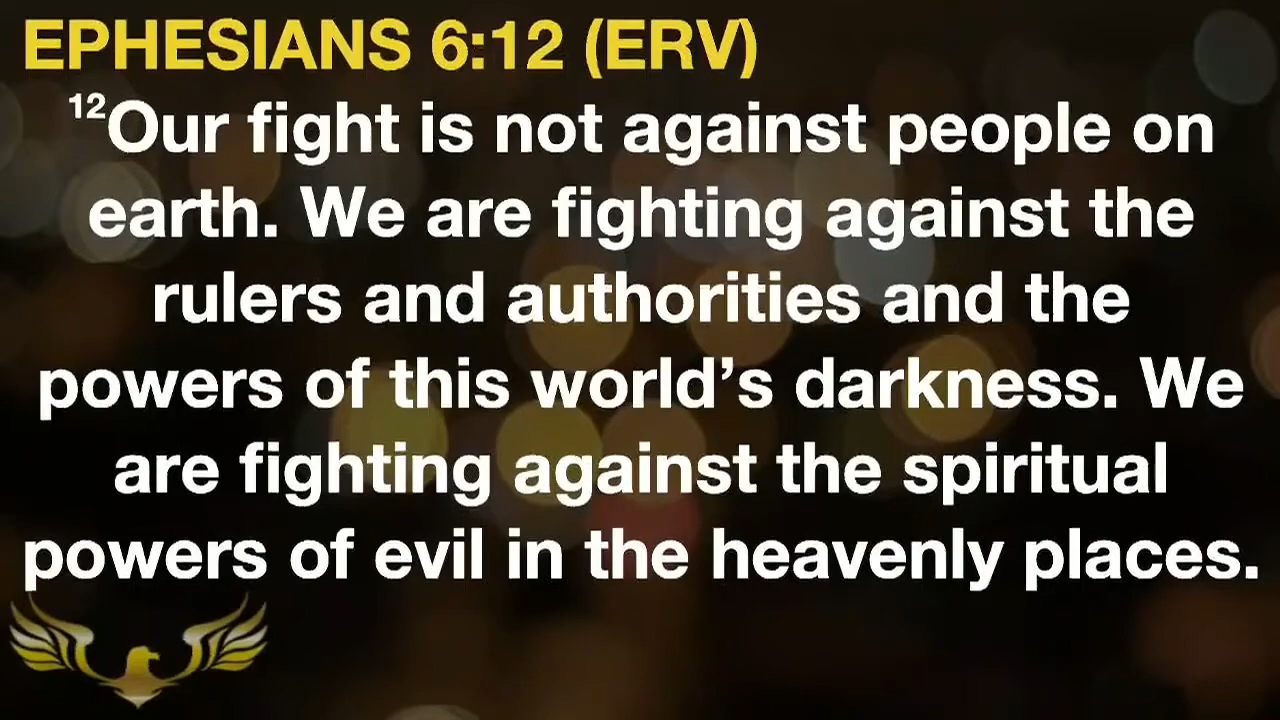 EPHESIANS 6:12 (ERV)
12Our fight is not against people on
earth. We are fighting against the
rulers and authorities and the
powers of this world’s darkness. We
are fighting against the spiritual
powers of evil in the heavenly places.